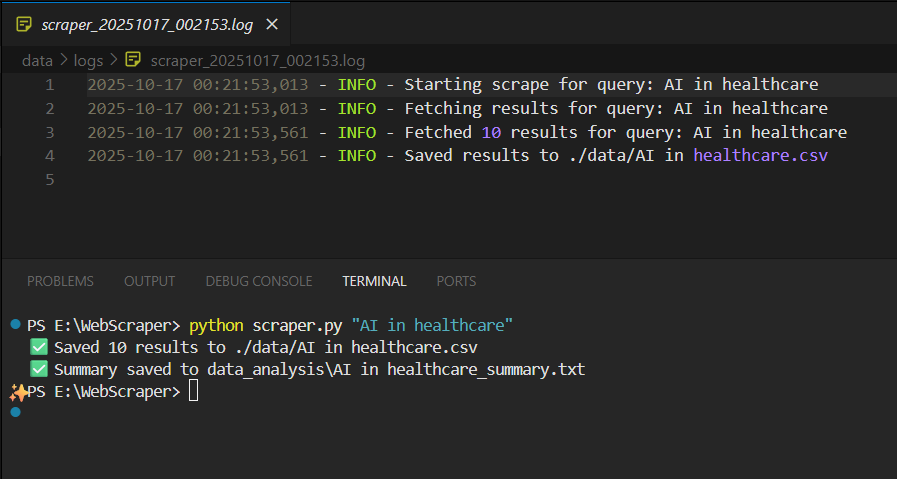 scraper_20251017_002153.log
data > logs > scraper_20251017_002153.log
1 2025-10-17 00:21:53,013 - INFO - Starting scrape for query: AI in healthcare
2 2025-10-17 00:21:53,013 - INFO - Fetching results for query: AI in healthcare
3 2025-10-17 00:21:53,561 - INFO - Fetched 10 results for query: AI in healthcare
4 2025-10-17 00:21:53,561 - INFO - Saved results to ./data/AI in healthcare.csv
5
PROBLEMS OUTPUT DEBUG CONSOLE TERMINAL PORTS
PS E:\WebScraper> python scraper.py "AI in healthcare"
✅ Saved 10 results to ./data/AI in healthcare.csv
✅ Summary saved to data_analysis\AI in healthcare_summary.txt
PS E:\WebScraper>